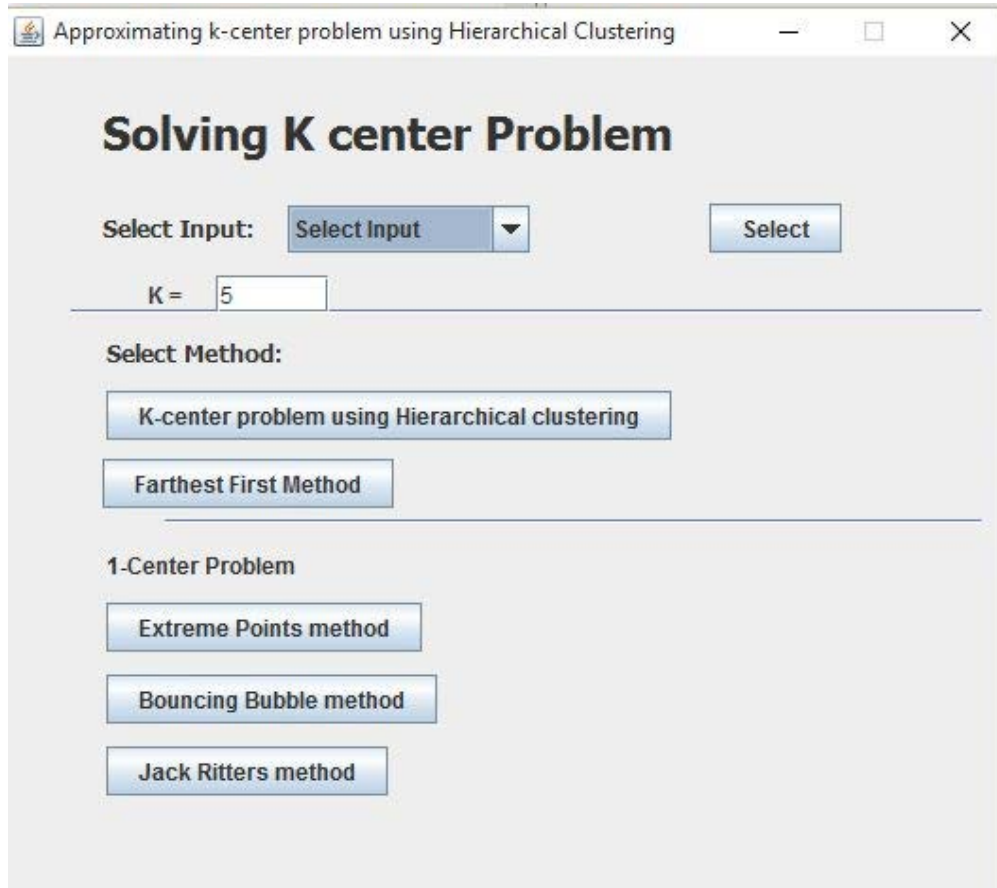 Approximating k-center problem using Hierarchical Clustering
Solving K center Problem
Select Input: Select Input Select
K = 5
Select Method:
K-center problem using Hierarchical clustering
Farthest First Method
1-Center Problem
Extreme Points method
Bouncing Bubble method
Jack Ritters method